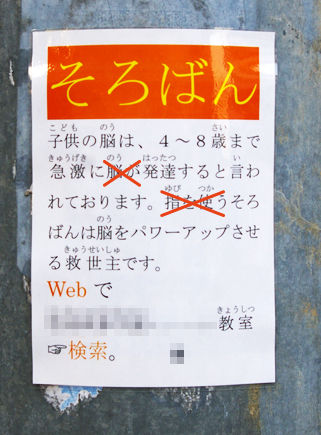 そろばん
子供の脳は、４～８歳まで
急激に脳が発達すると言わ
れております。指を使うそろ
ばんは脳をパワーアップさせ
る救世主です。
Webで
教室
☞検索。